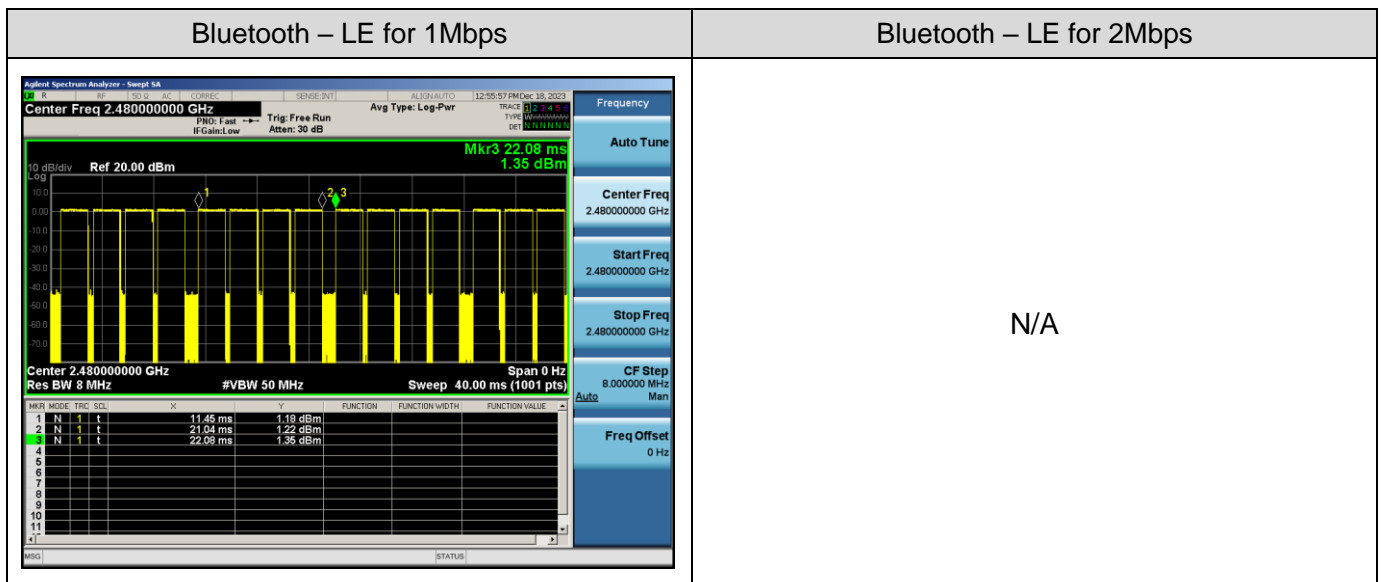 Bluetooth – LE for 1Mbps
Bluetooth – LE for 2Mbps
Agilent Spectrum Analyzer - Swept SA
R RF 50 Ω AC CORREC SENSE:INT ALIGNAUTO 12:55:57 PM Dec 18, 2023
Center Freq 2.480000000 GHz
PNO: Fast
IFGain:Low
Trig: Free Run
Atten: 30 dB
Avg Type: Log-Pwr
TRACE 1 2 3 4 5 6
TYPE
DET N N N N N N
Mkr3 22.08 ms
1.35 dBm
10 dB/div Ref 20.00 dBm
Log
10.0
0.00
-10.0
-20.0
-30.0
-40.0
-50.0
-60.0
-70.0
1
2
3
Center 2.480000000 GHz Span 0 Hz
Res BW 8 MHz #VBW 50 MHz Sweep 40.00 ms (1001 pts)
MKR MODE TRC SCL X Y FUNCTION FUNCTION WIDTH FUNCTION VALUE
1 N 1 t 11.45 ms 1.18 dBm
2 N 1 t 21.04 ms 1.22 dBm
3 N 1 t 22.08 ms 1.35 dBm
4
5
6
7
8
9
10
11
MSG STATUS
Frequency
Auto Tune
Center Freq
2.480000000 GHz
Start Freq
2.480000000 GHz
Stop Freq
2.480000000 GHz
CF Step
8.000000 MHz
Auto Man
Freq Offset
0 Hz
N/A